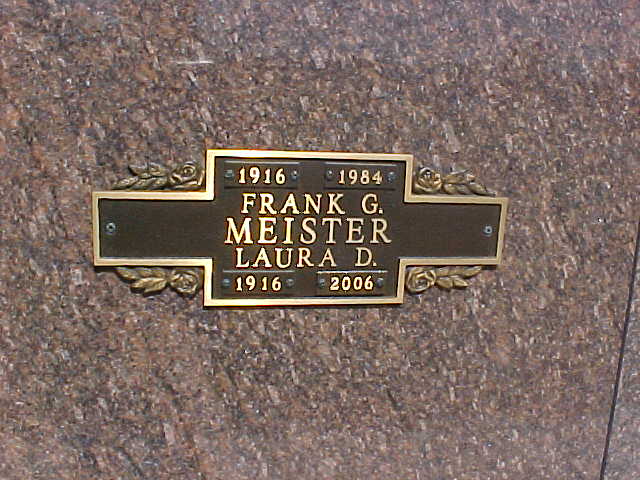 1916 1984
FRANK G.
MEISTER
LAURA D.
1916 2006